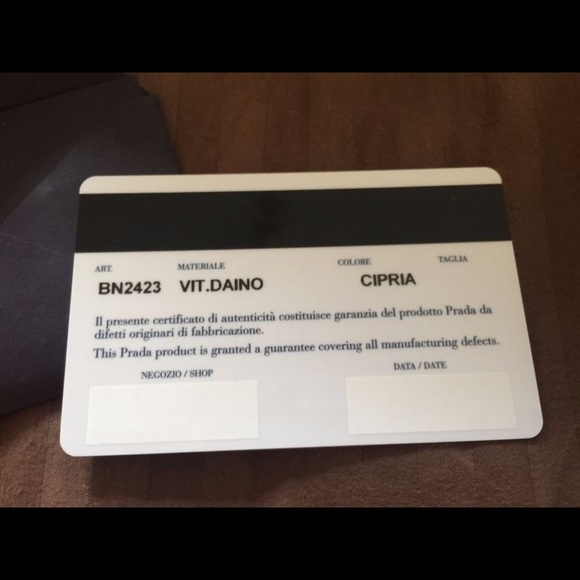 ART. MATERIALE COLORE TAGLIA
BN2423 VIT.DAINO CIPRIA
Il presente certificato di autenticità costituisce garanzia del prodotto Prada da
difetti originari di fabbricazione.
This Prada product is granted a guarantee covering all manufacturing defects.
NEGOZIO / SHOP DATA / DATE